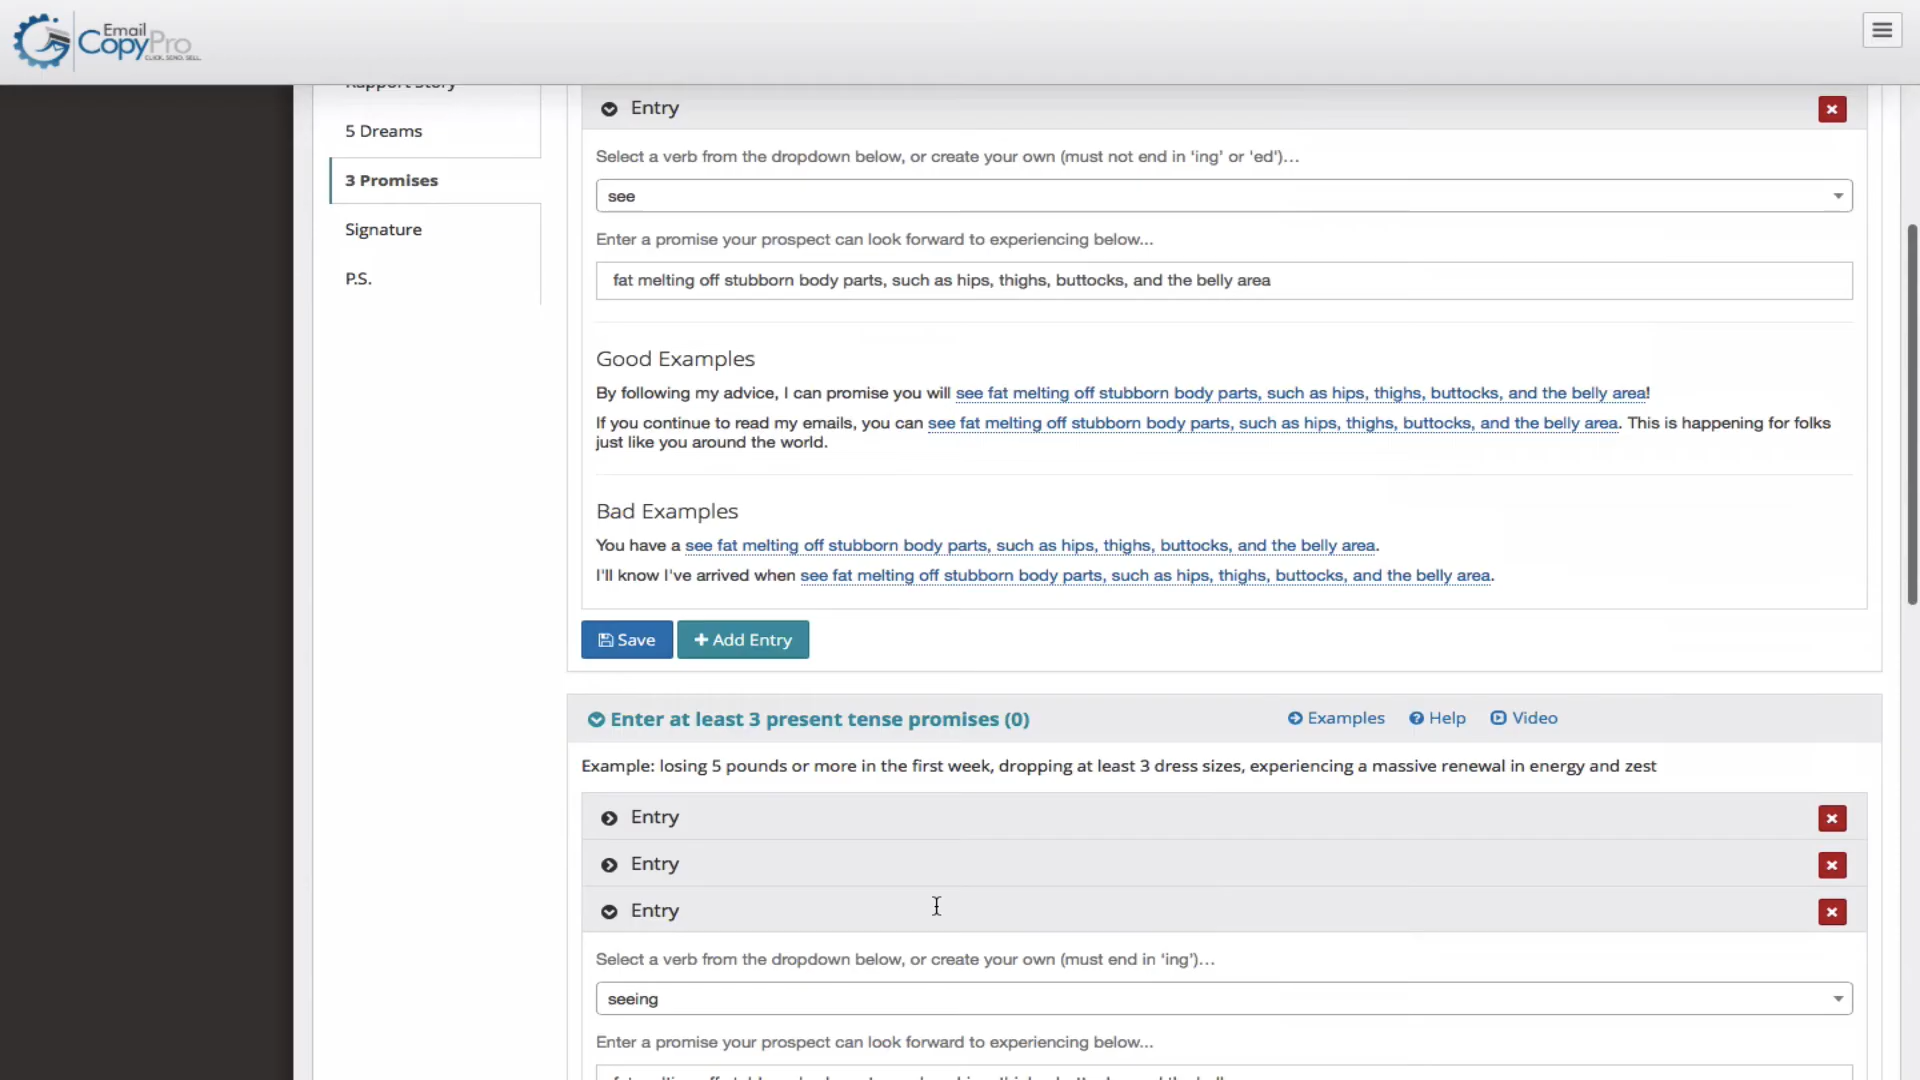 Email
CopyPro
CLICK. SEND. SELL.
Rapport Story
5 Dreams
3 Promises
Signature
P.S.
Entry
Select a verb from the dropdown below, or create your own (must not end in 'ing' or 'ed')...
see
Enter a promise your prospect can look forward to experiencing below...
fat melting off stubborn body parts, such as hips, thighs, buttocks, and the belly area
Good Examples
By following my advice, I can promise you will see fat melting off stubborn body parts, such as hips, thighs, buttocks, and the belly area!
If you continue to read my emails, you can see fat melting off stubborn body parts, such as hips, thighs, buttocks, and the belly area. This is happening for folks
just like you around the world.
Bad Examples
You have a see fat melting off stubborn body parts, such as hips, thighs, buttocks, and the belly area.
I'll know I've arrived when see fat melting off stubborn body parts, such as hips, thighs, buttocks, and the belly area.
Save
+ Add Entry
Enter at least 3 present tense promises (0)
Examples
Help
Video
Example: losing 5 pounds or more in the first week, dropping at least 3 dress sizes, experiencing a massive renewal in energy and zest
Entry
Entry
Entry
Select a verb from the dropdown below, or create your own (must end in 'ing')...
seeing
Enter a promise your prospect can look forward to experiencing below...